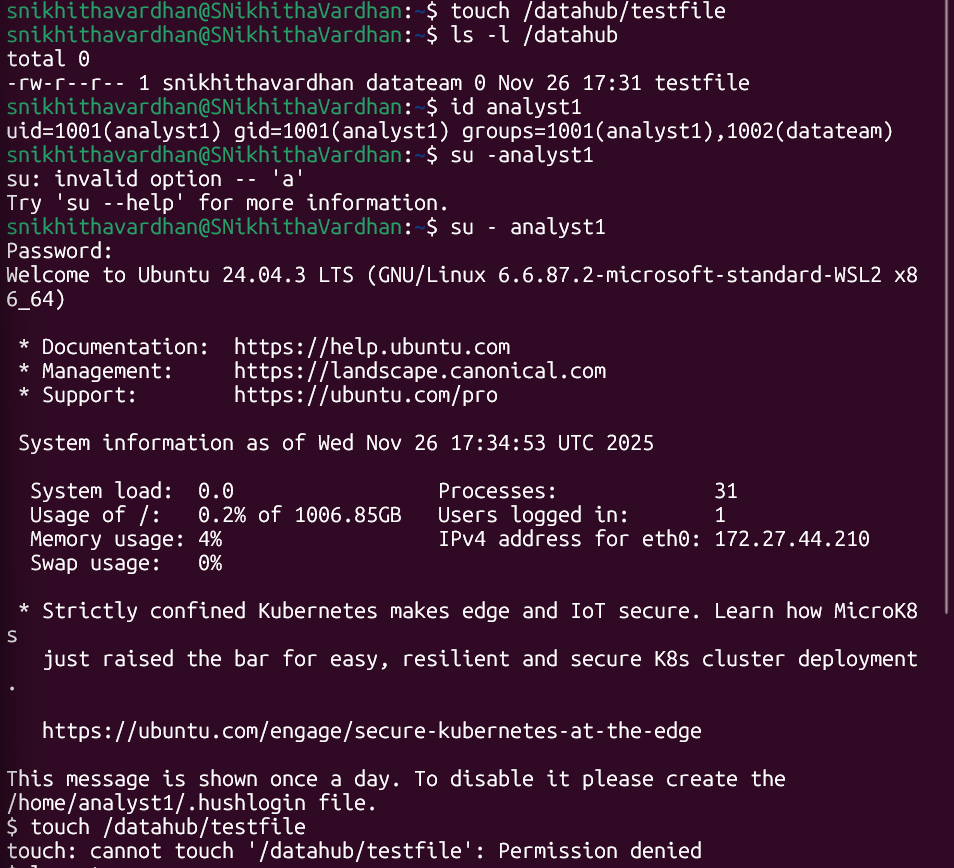 snikhithavardhan@SNikhithaVardhan:~$ touch /datahub/testfile
snikhithavardhan@SNikhithaVardhan:~$ ls -l /datahub
total 0
-rw-r--r-- 1 snikhithavardhan datateam 0 Nov 26 17:31 testfile
snikhithavardhan@SNikhithaVardhan:~$ id analyst1
uid=1001(analyst1) gid=1001(analyst1) groups=1001(analyst1),1002(datateam)
snikhithavardhan@SNikhithaVardhan:~$ su -analyst1
su: invalid option -- 'a'
Try 'su --help' for more information.
snikhithavardhan@SNikhithaVardhan:~$ su - analyst1
Password:
Welcome to Ubuntu 24.04.3 LTS (GNU/Linux 6.6.87.2-microsoft-standard-WSL2 x8
6_64)
* Documentation:  https://help.ubuntu.com
* Management:     https://landscape.canonical.com
* Support:        https://ubuntu.com/pro
System information as of Wed Nov 26 17:34:53 UTC 2025
System load:  0.0                 Processes:             31
Usage of /:   0.2% of 1006.85GB   Users logged in:       1
Memory usage: 4%                  IPv4 address for eth0: 172.27.44.210
Swap usage:   0%
* Strictly confined Kubernetes makes edge and IoT secure. Learn how MicroK8
s
just raised the bar for easy, resilient and secure K8s cluster deployment
.
https://ubuntu.com/engage/secure-kubernetes-at-the-edge
This message is shown once a day. To disable it please create the
/home/analyst1/.hushlogin file.
$ touch /datahub/testfile
touch: cannot touch '/datahub/testfile': Permission denied